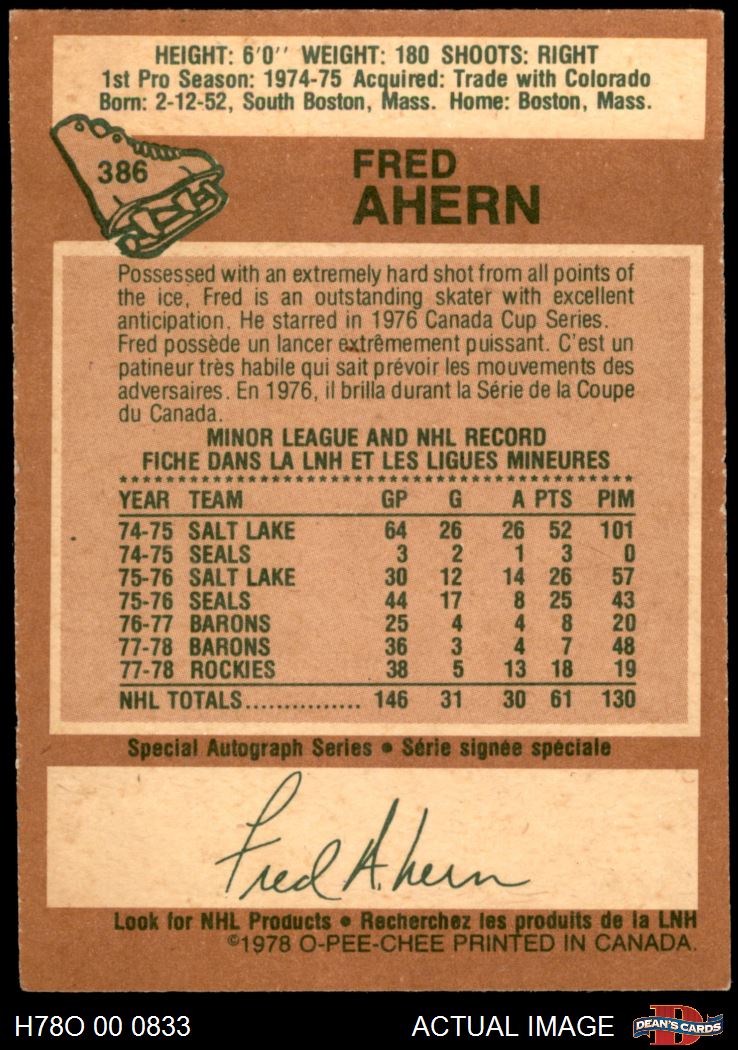 HEIGHT: 6'0'' WEIGHT: 180 SHOOTS: RIGHT
1st Pro Season: 1974-75 Acquired: Trade with Colorado
Born: 2-12-52, South Boston, Mass. Home: Boston, Mass.
386
FRED
AHERN
Possessed with an extremely hard shot from all points of
the ice, Fred is an outstanding skater with excellent
anticipation. He starred in 1976 Canada Cup Series.
Fred possède un lancer extrêmement puissant. C'est un
patineur très habile qui sait prévoir les mouvements des
adversaires. En 1976, il brilla durant la Série de la Coupe
du Canada.
MINOR LEAGUE AND NHL RECORD
FICHE DANS LA LNH ET LES LIGUES MINEURES
YEAR TEAM GP G A PTS PIM
74-75 SALT LAKE 64 26 26 52 101
74-75 SEALS 3 2 1 3 0
75-76 SALT LAKE 30 12 14 26 57
75-76 SEALS 44 17 8 25 43
76-77 BARONS 25 4 4 8 20
77-78 BARONS 36 3 4 7 48
77-78 ROCKIES 38 5 13 18 19
NHL TOTALS............... 146 31 30 61 130
Special Autograph Series • Série signée spéciale
Fred Ahern
Look for NHL Products • Recherchez les produits de la LNH
©1978 O-PEE-CHEE PRINTED IN CANADA.
H78O 00 0833 ACTUAL IMAGE D DEAN'S CARDS